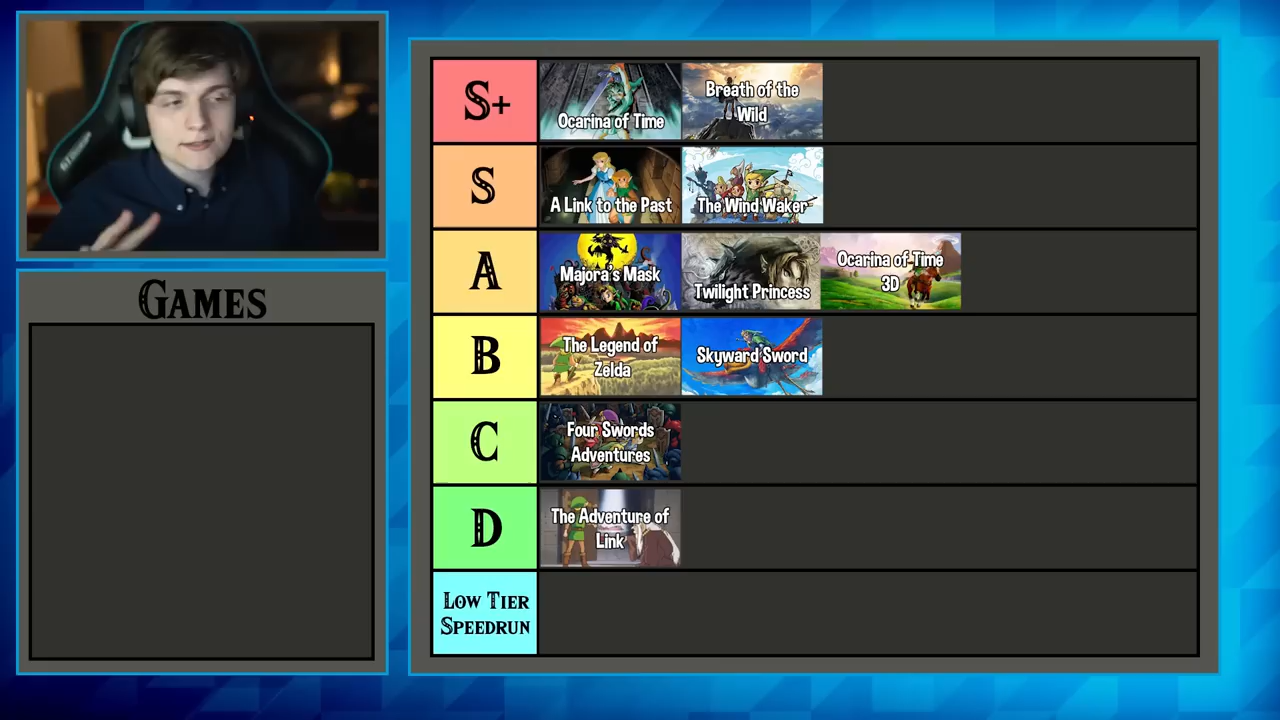 S+
Ocarina of Time
Breath of the
Wild
S
A Link to the Past
The Wind Waker
A
Majora's Mask
Twilight Princess
Ocarina of Time
3D
B
The Legend of
Zelda
Skyward Sword
C
Four Swords
Adventures
D
The Adventure of
Link
Low Tier
Speedrun
Games